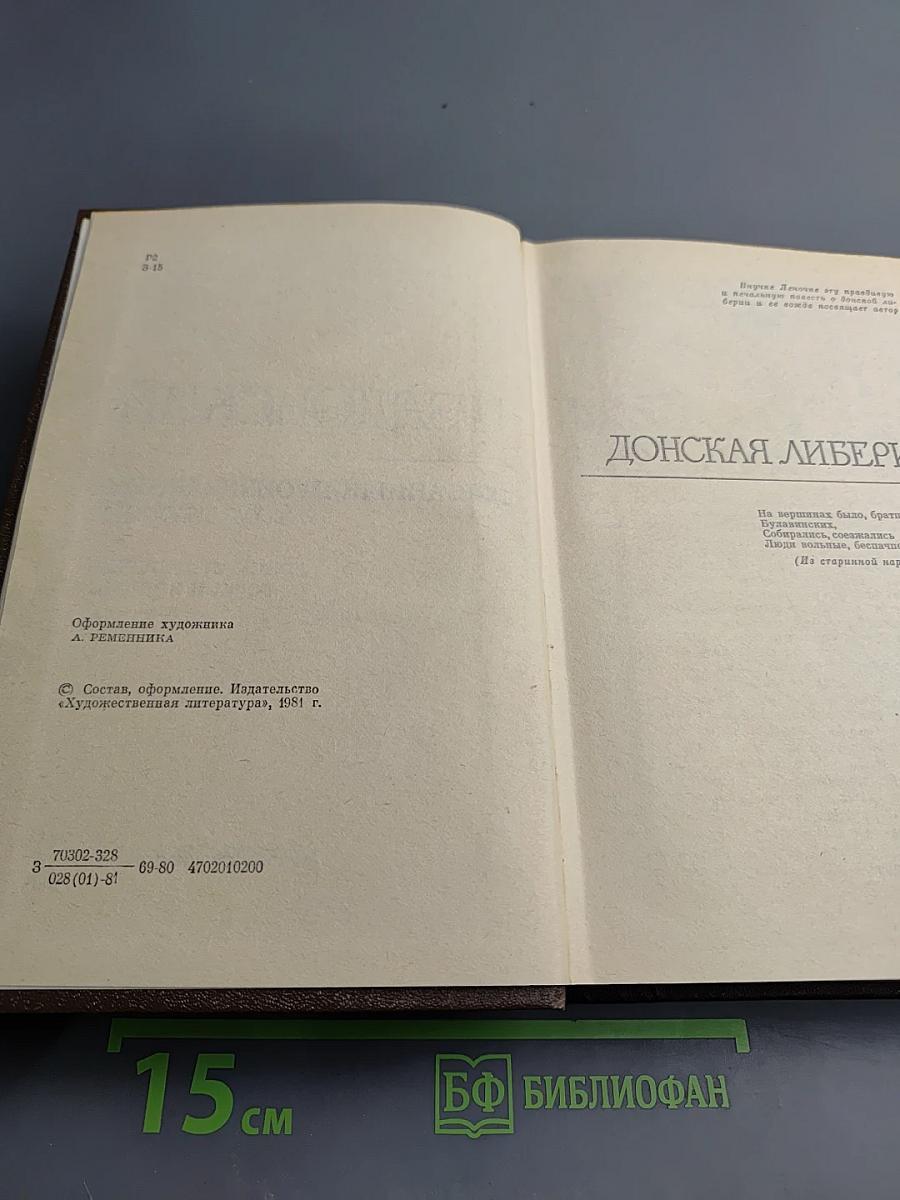 Р2
З-15
Оформление художника
А. РЕМЕННИКА
© Состав, оформление. Издательство
«Художественная литература», 1981 г.
З 70302-328 69-80 4702010200
028(01)-81
Внучке Леночке эту правдивую
и печальную повесть о донской ли-
берии и ее вожде посвящает автор
ДОНСКАЯ ЛИБЕРИ
На вершинах было, братц
Булавинских,
Собирались, соезжались
Люди вольные, беспачпо
(Из старинной нар
15 см
БФ БИБЛИОФАН